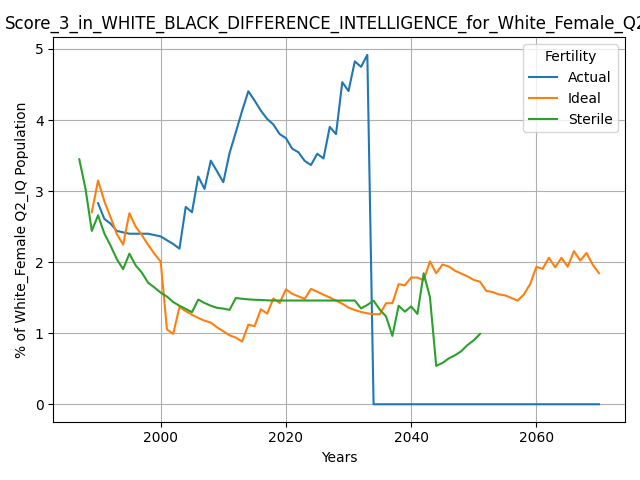 Score_3_in_WHITE_BLACK_DIFFERENCE_INTELLIGENCE_for_White_Female_Q2
5
4
3
2
1
0
% of White_Female Q2_IQ Population
Fertility
Actual
Ideal
Sterile
2000
2020
2040
2060
Years